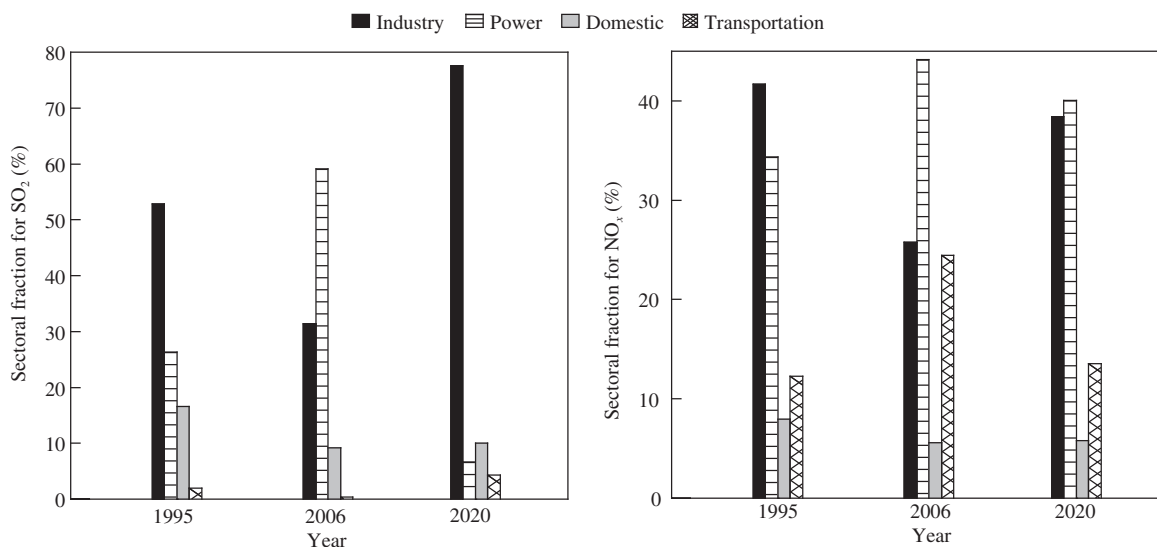 Industry Power Domestic Transportation
Sectoral fraction for SO₂ (%)
80
70
60
50
40
30
20
10
0
1995 2006 2020
Year
Sectoral fraction for NOₓ (%)
40
30
20
10
0
1995 2006 2020
Year